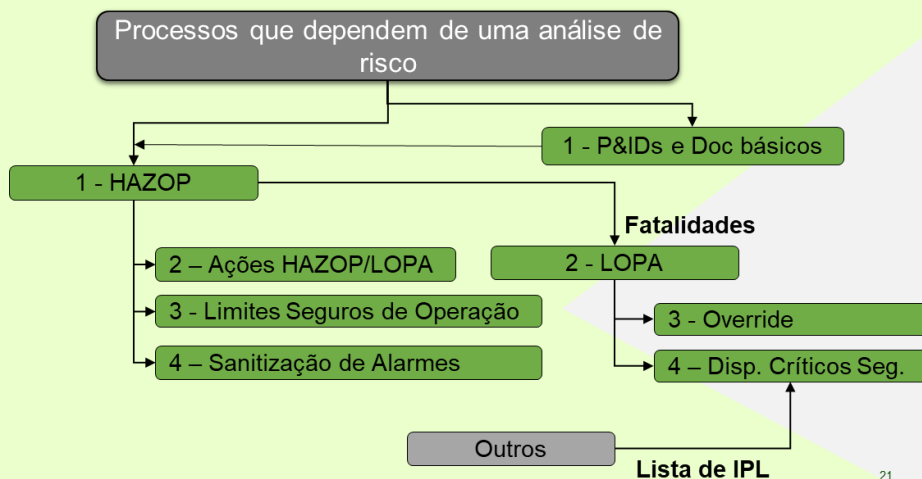 Processos que dependem de uma análise de
risco
1 - P&IDs e Doc básicos
1 - HAZOP
Fatalidades
2 – Ações HAZOP/LOPA
2 - LOPA
3 - Limites Seguros de Operação
3 - Override
4 – Sanitização de Alarmes
4 – Disp. Críticos Seg.
Outros
Lista de IPL
21